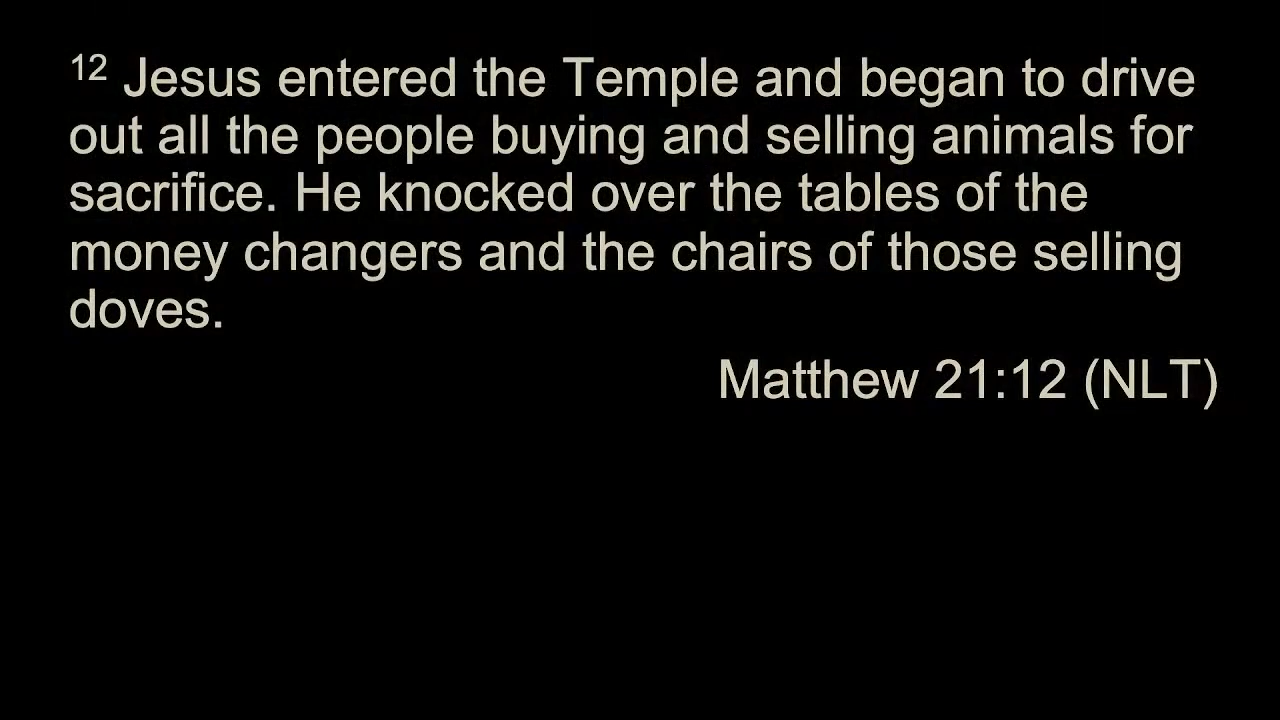 12 Jesus entered the Temple and began to drive
out all the people buying and selling animals for
sacrifice. He knocked over the tables of the
money changers and the chairs of those selling
doves.
Matthew 21:12 (NLT)